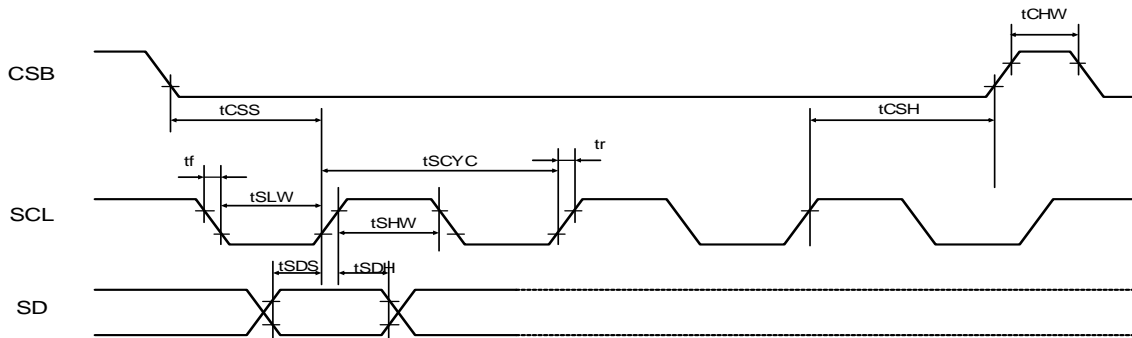 tCHW
CSB
tCSS
tCSH
tf
tSCYC
tr
tSLW
SCL
tSHW
tSDS
tSDH
SD